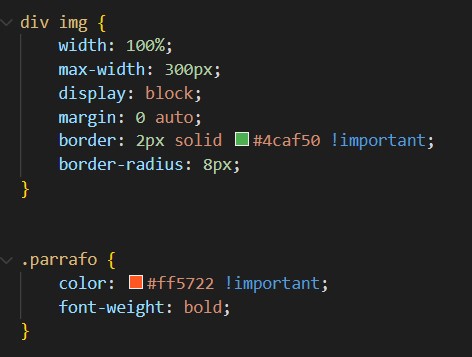 div img {
    width: 100%;
    max-width: 300px;
    display: block;
    margin: 0 auto;
    border: 2px solid #4caf50 !important;
    border-radius: 8px;
}
.parrafo {
    color: #ff5722 !important;
    font-weight: bold;
}